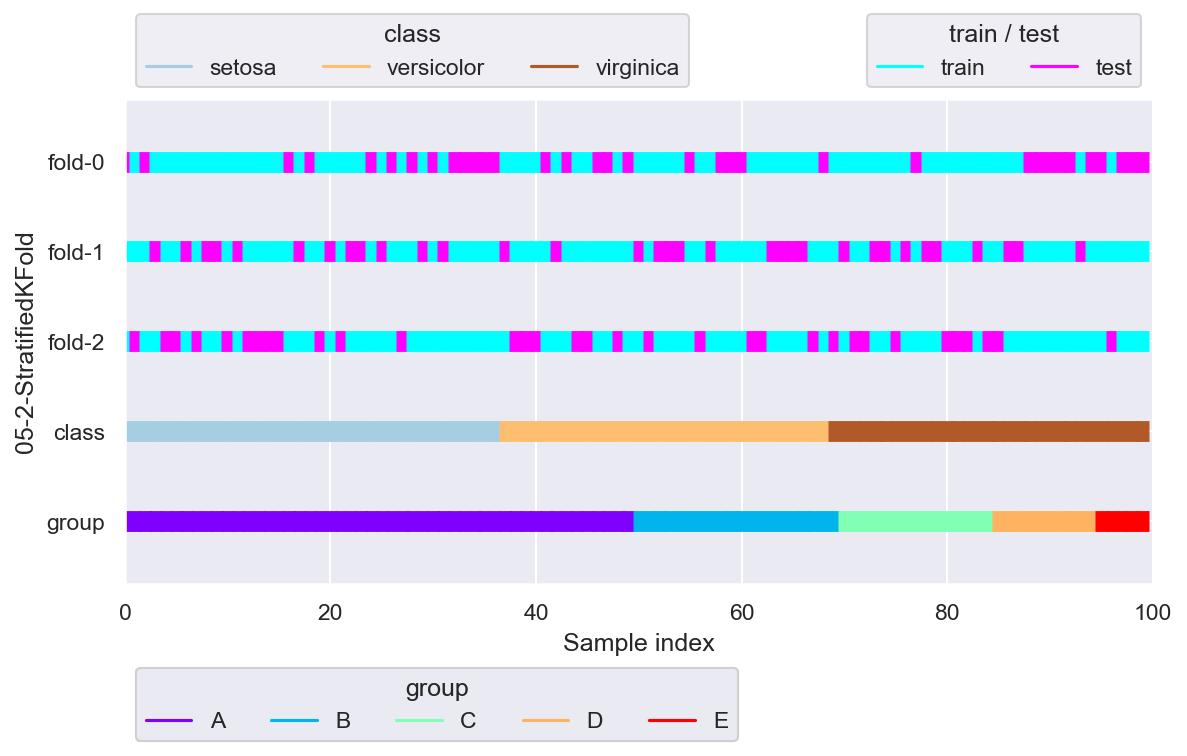 class
setosa versicolor virginica
train / test
train test
05-2-StratifiedKFold
fold-0
fold-1
fold-2
class
group
0 20 40 60 80 100
Sample index
group
A B C D E